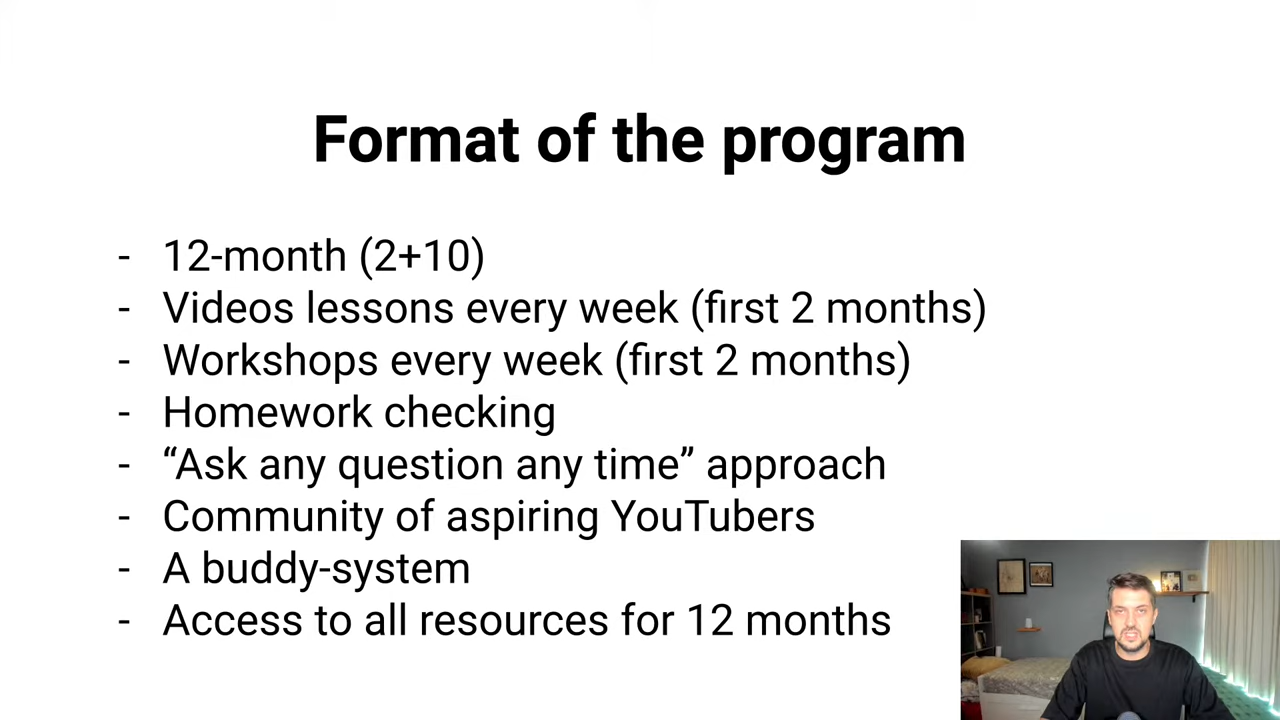 Format of the program
- 12-month (2+10)
- Videos lessons every week (first 2 months)
- Workshops every week (first 2 months)
- Homework checking
- “Ask any question any time” approach
- Community of aspiring YouTubers
- A buddy-system
- Access to all resources for 12 months